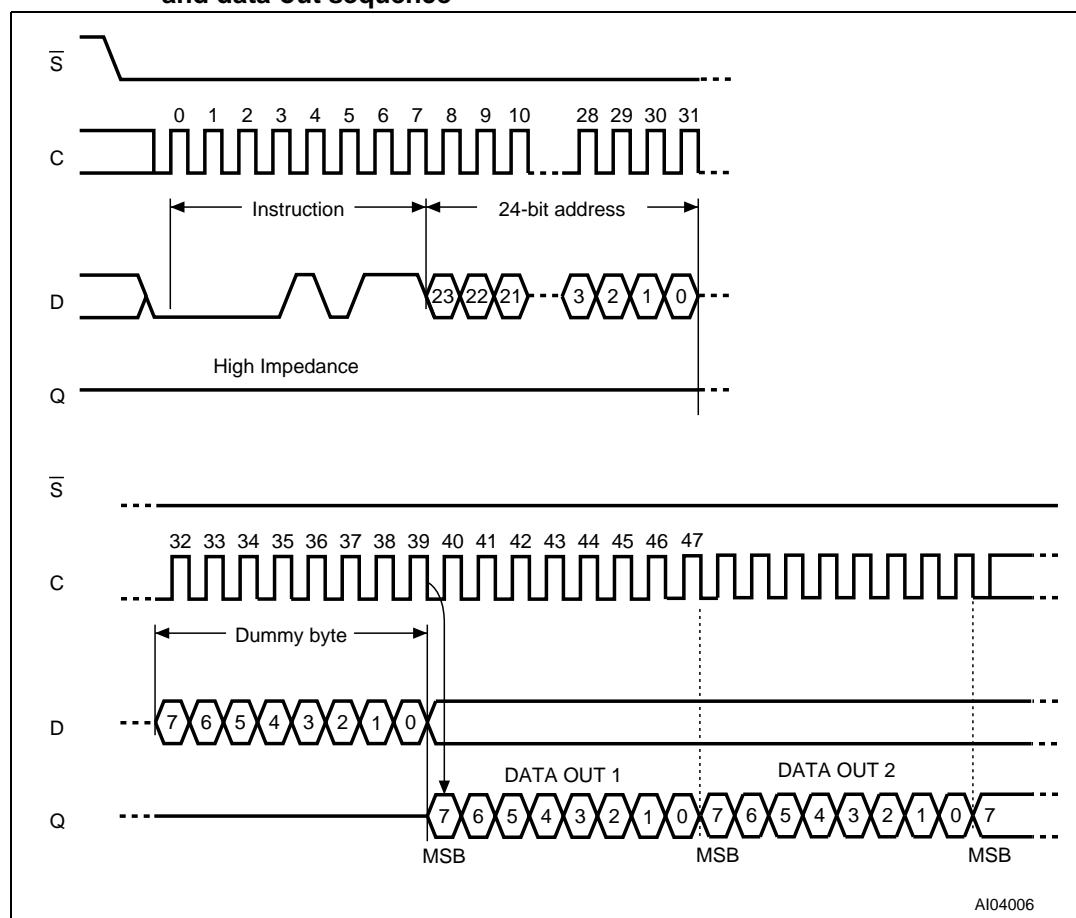 and data-out sequence
S
0 1 2 3 4 5 6 7 8 9 10 28 29 30 31
C
Instruction 24-bit address
D 23 22 21 3 2 1 0
High Impedance
Q
S
32 33 34 35 36 37 38 39 40 41 42 43 44 45 46 47
C
Dummy byte
D 7 6 5 4 3 2 1 0
DATA OUT 1 DATA OUT 2
Q 7 6 5 4 3 2 1 0 7 6 5 4 3 2 1 0 7
MSB MSB MSB
AI04006